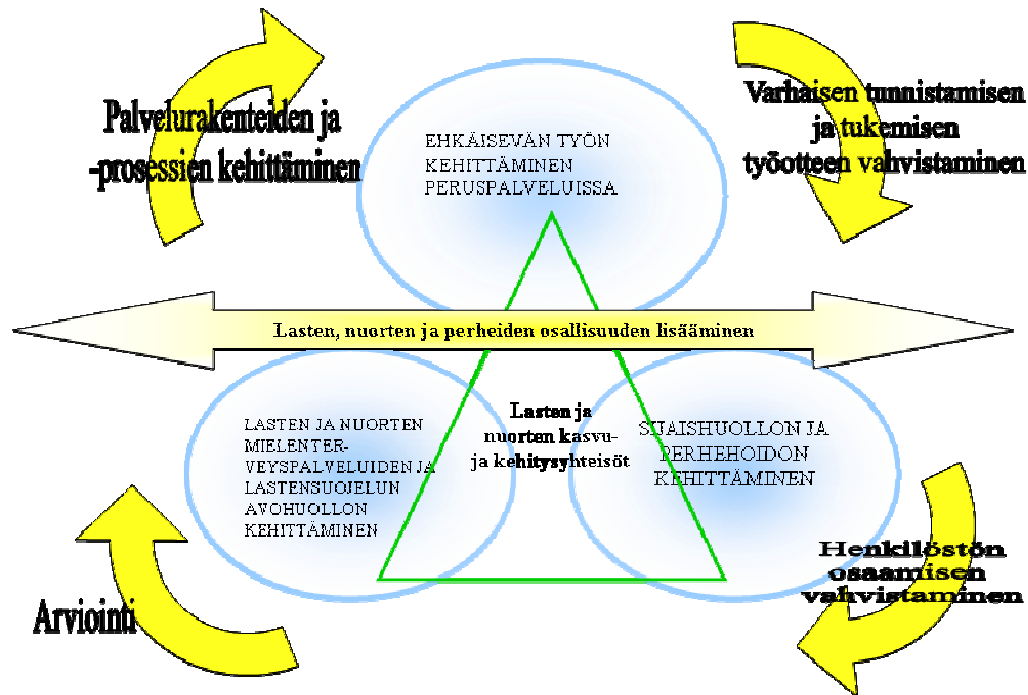 Palvelurakenteiden ja
-prosessien kehittäminen
Varhaisen tunnistamisen
ja tukemisen
työotteen vahvistaminen
EHKÄISEVÄN TYÖN
KEHITTÄMINEN
PERUSPALVELUISSA
Lasten, nuorten ja perheiden osallisuuden lisääminen
LASTEN JA NUORTEN
MIELENTER-
VEYSPALVELUIDEN JA
LASTENSUOJELUN
AVOHUOLLON
KEHITTÄMINEN
Lasten ja
nuorten kasvu-
ja kehitysyhteisöt
SIJAISHUOLLON JA
PERHEHOIDON
KEHITTÄMINEN
Henkilöstön
osaamisen
vahvistaminen
Arviointi